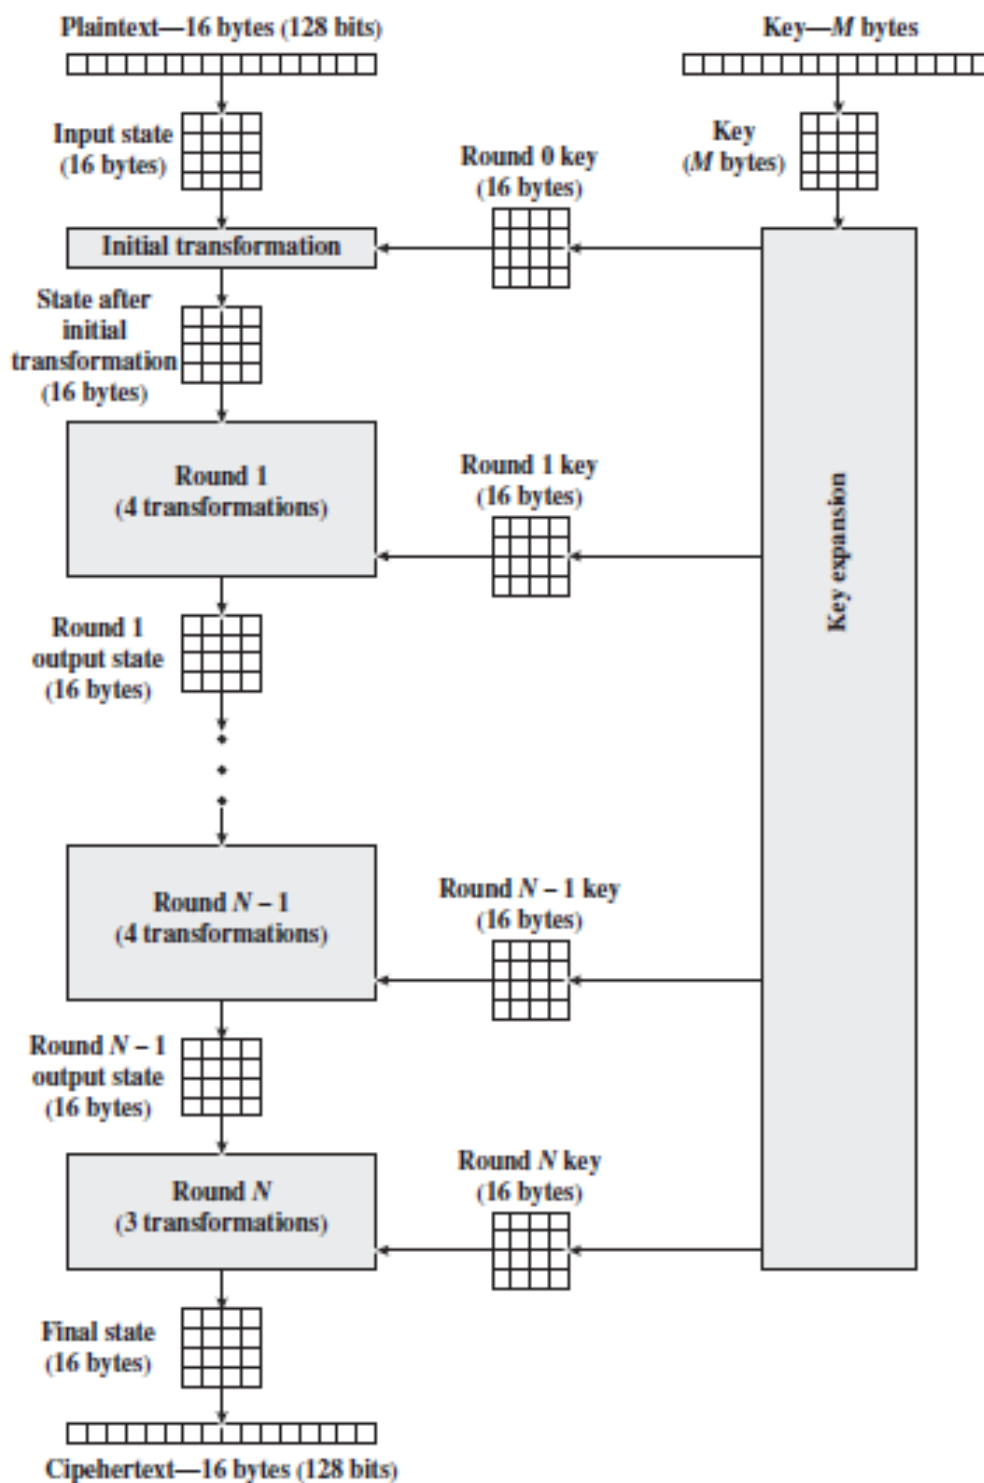 Plaintext—16 bytes (128 bits)
Key—M bytes
Input state
(16 bytes)
Key
(M bytes)
Round 0 key
(16 bytes)
Initial transformation
State after
initial
transformation
(16 bytes)
Round 1
(4 transformations)
Round 1 key
(16 bytes)
Key expansion
Round 1
output state
(16 bytes)
Round N – 1
(4 transformations)
Round N – 1 key
(16 bytes)
Round N – 1
output state
(16 bytes)
Round N
(3 transformations)
Round N key
(16 bytes)
Final state
(16 bytes)
Cipehertext—16 bytes (128 bits)